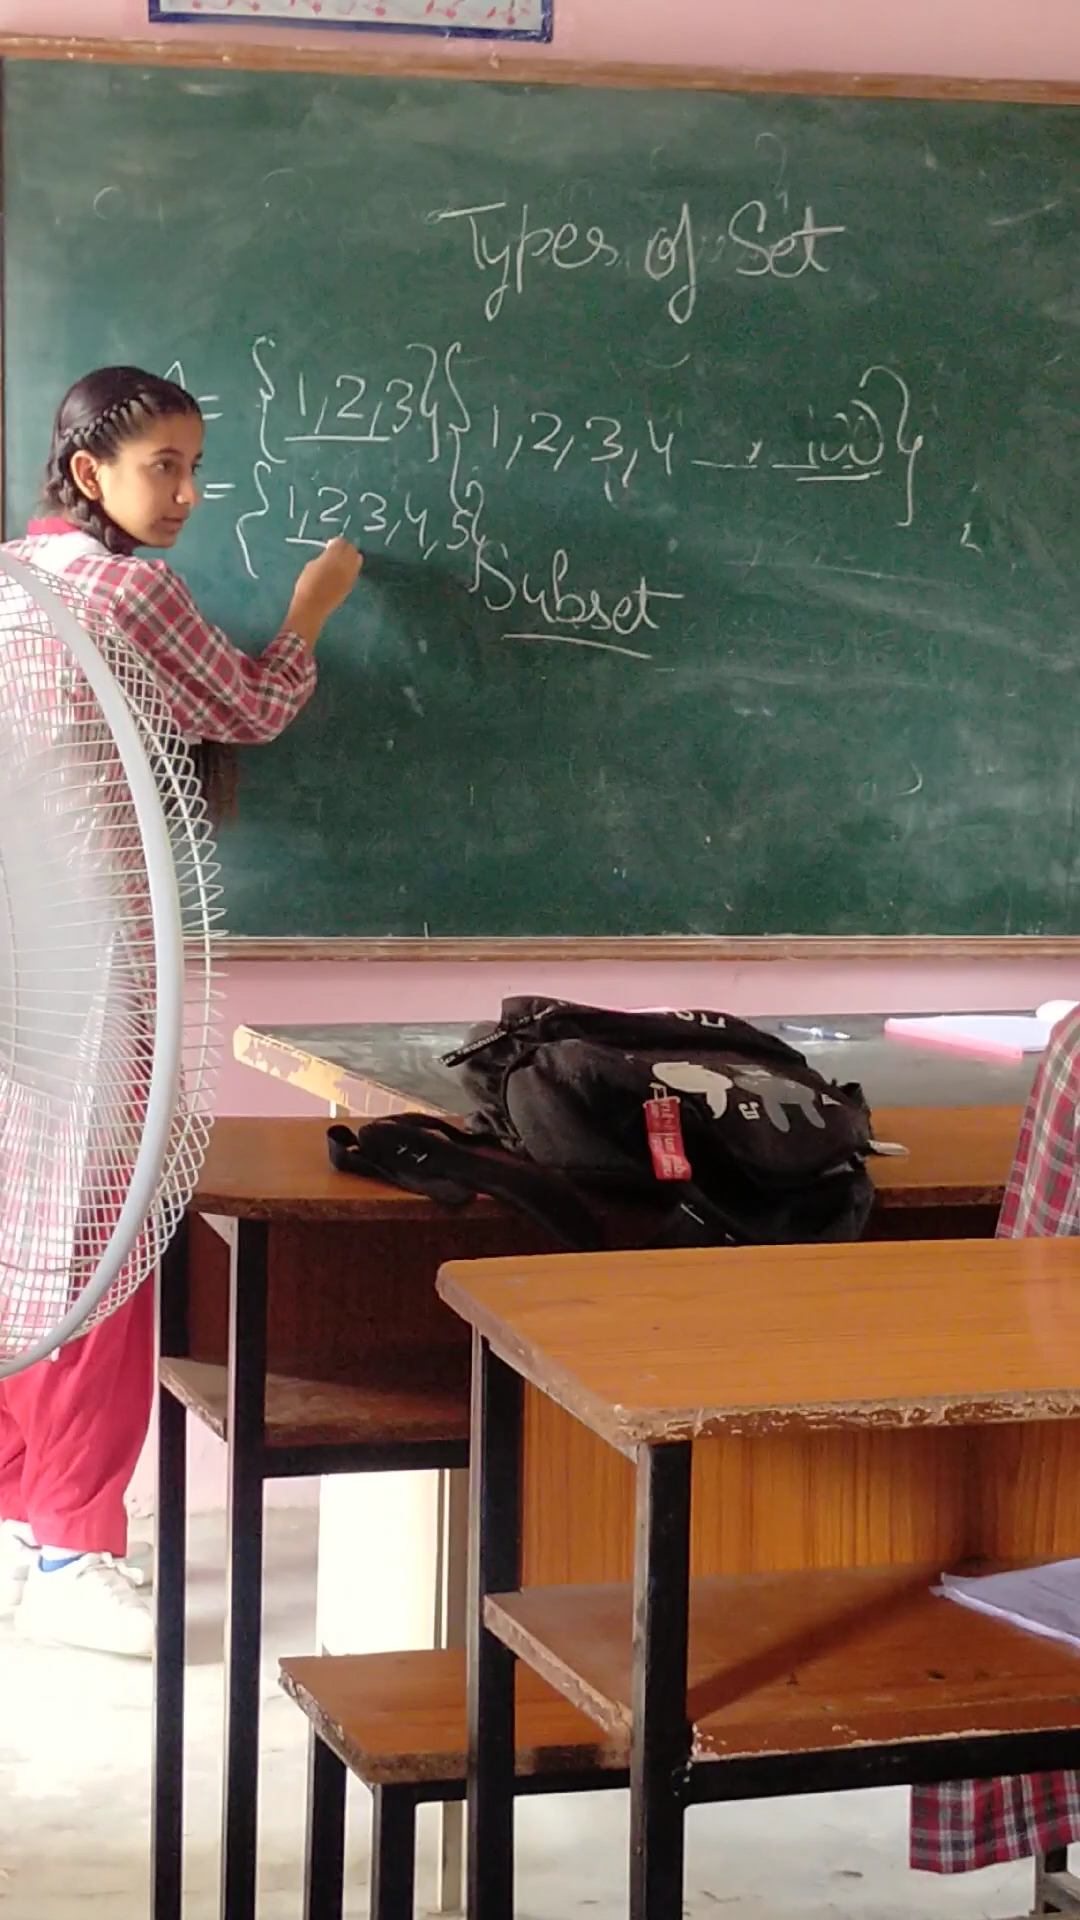 Types of Set
= {1,2,3} {1,2,3,4 —, — 100}
= {1,2,3,4,5}
Subset